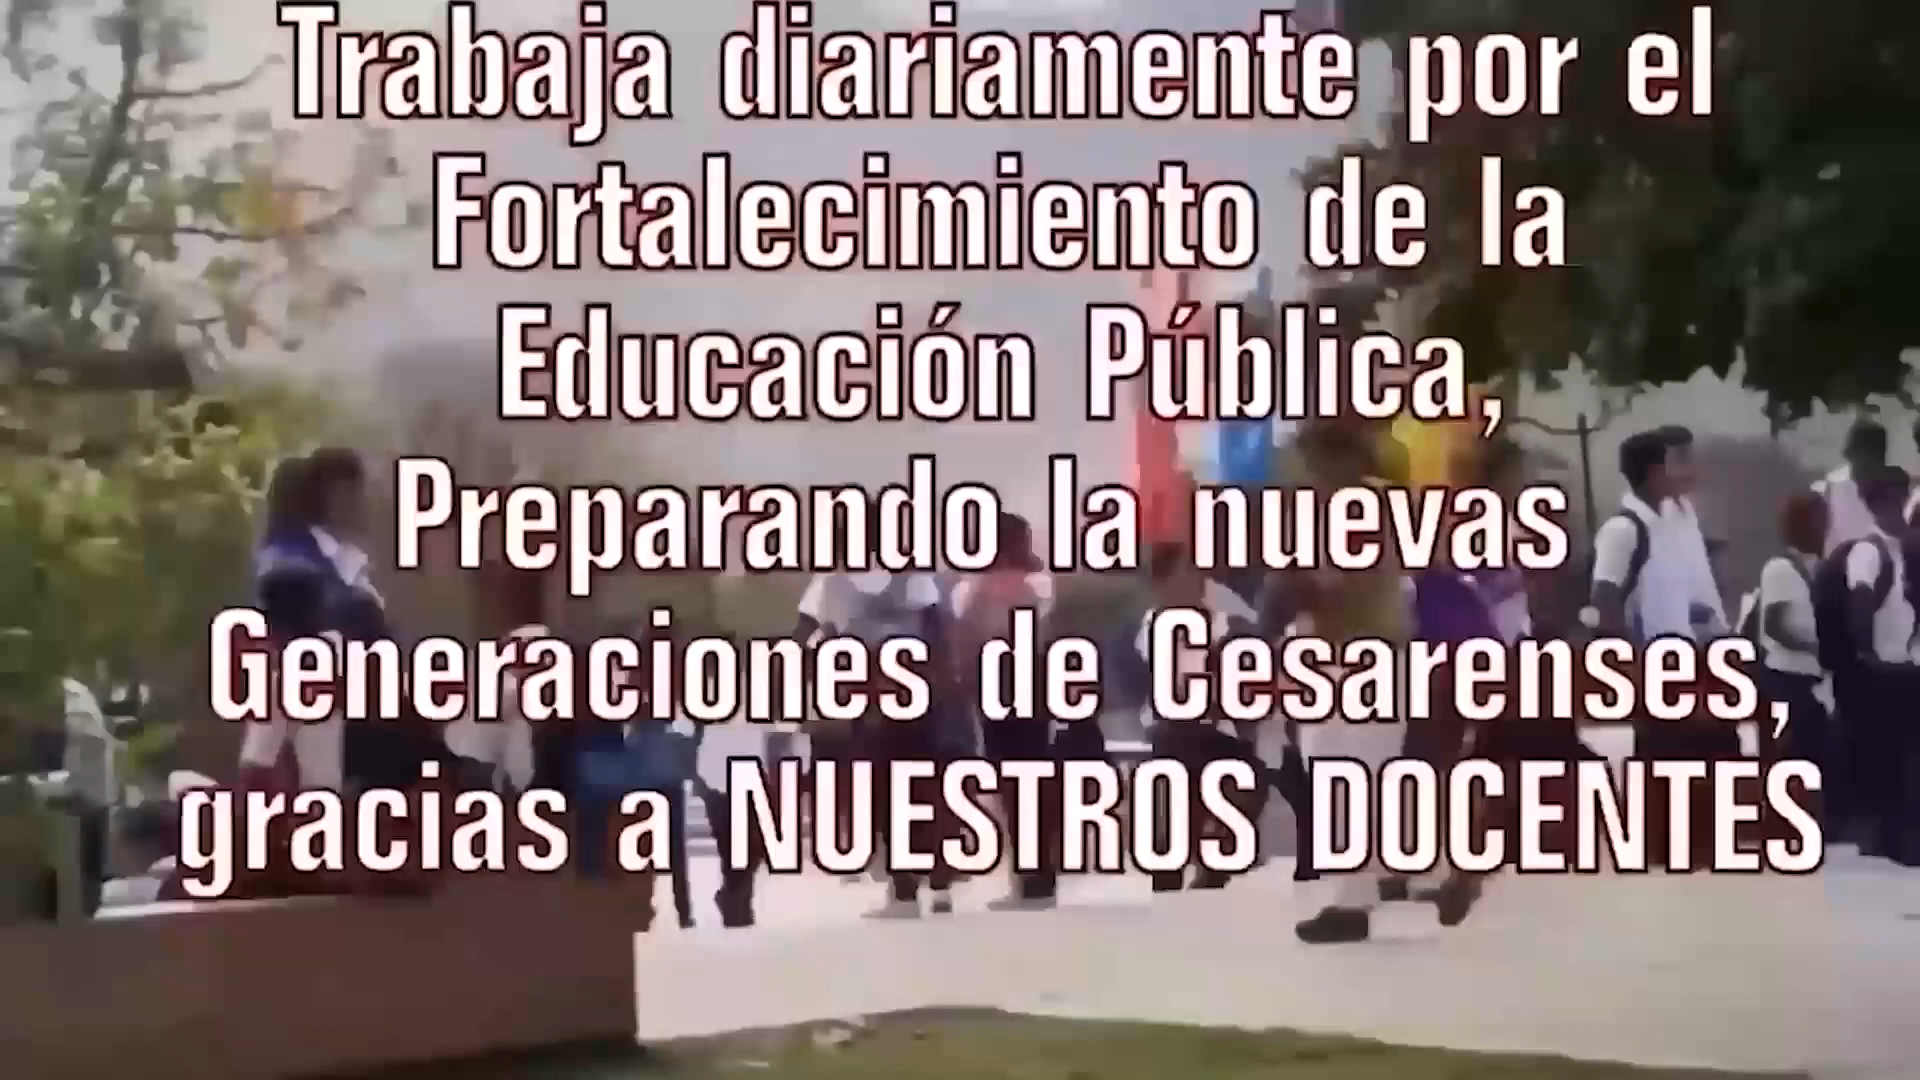 Trabaja diariamente por el
Fortalecimiento de la
Educación Pública,
Preparando la nuevas
Generaciones de Cesarenses,
gracias a NUESTROS DOCENTES